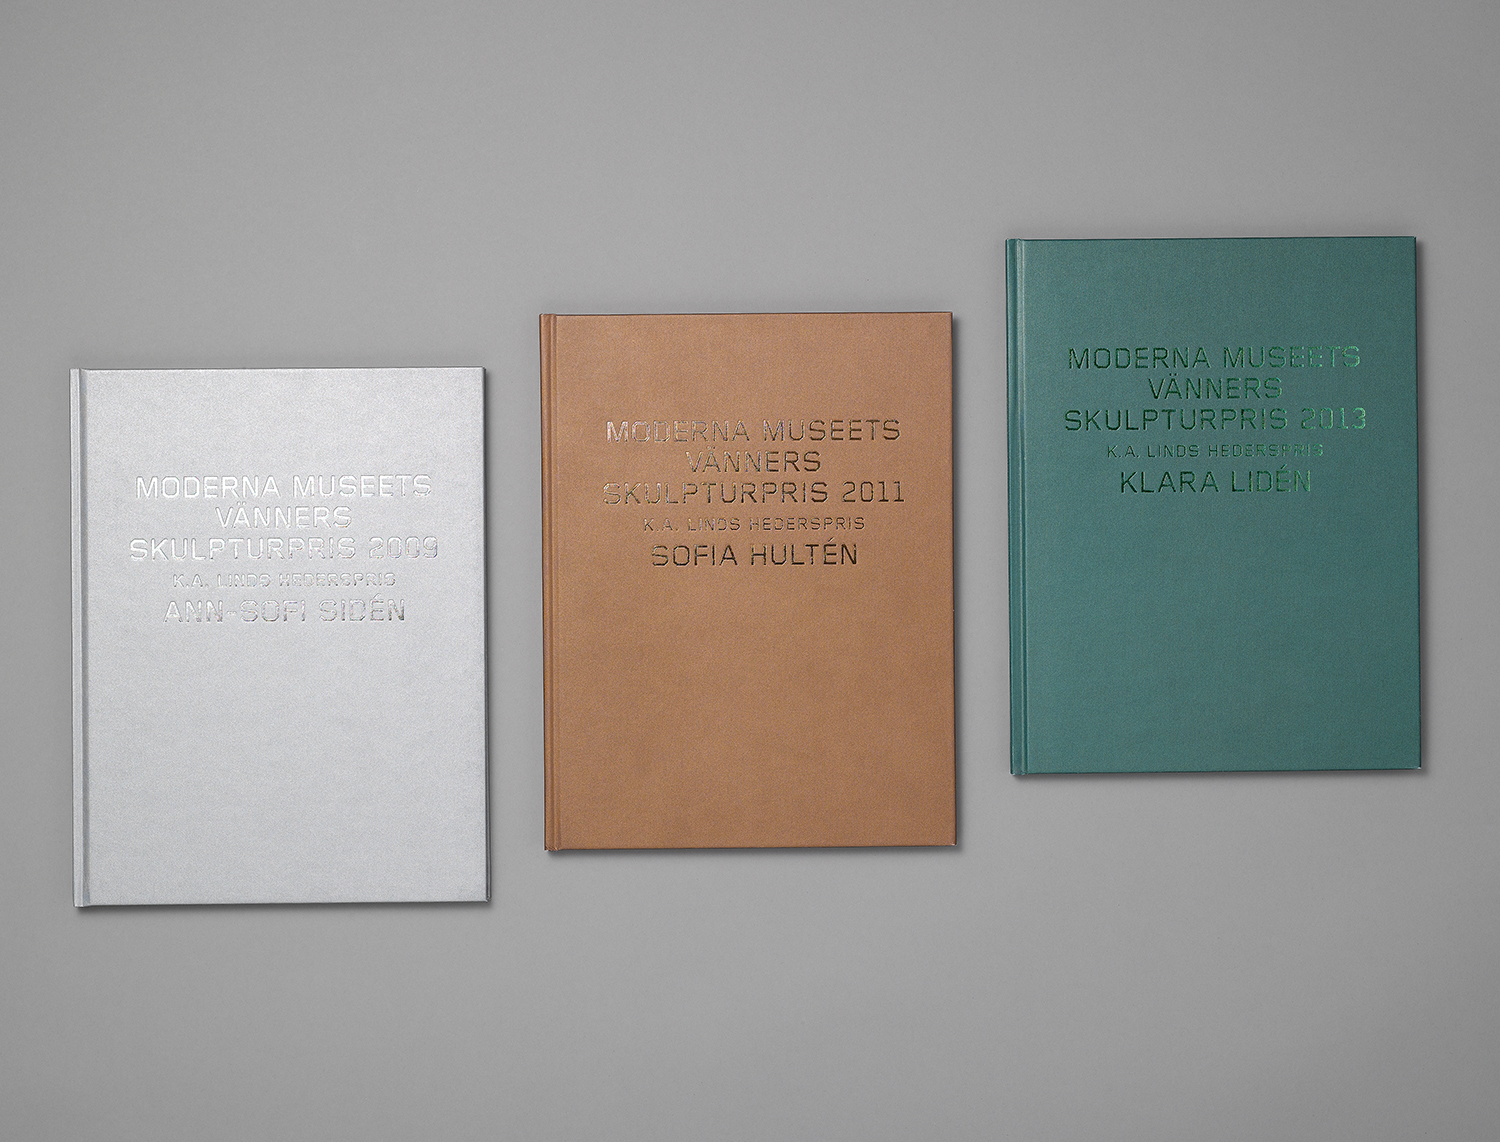 MODERNA MUSEETS
VÄNNERS
SKULPTURPRIS 2009
K.A. LINDS HEDERSPRIS
ANN-SOFI SIDÉN
MODERNA MUSEETS
VÄNNERS
SKULPTURPRIS 2011
K.A. LINDS HEDERSPRIS
SOFIA HULTÉN
MODERNA MUSEETS
VÄNNERS
SKULPTURPRIS 2013
K.A. LINDS HEDERSPRIS
KLARA LIDÉN